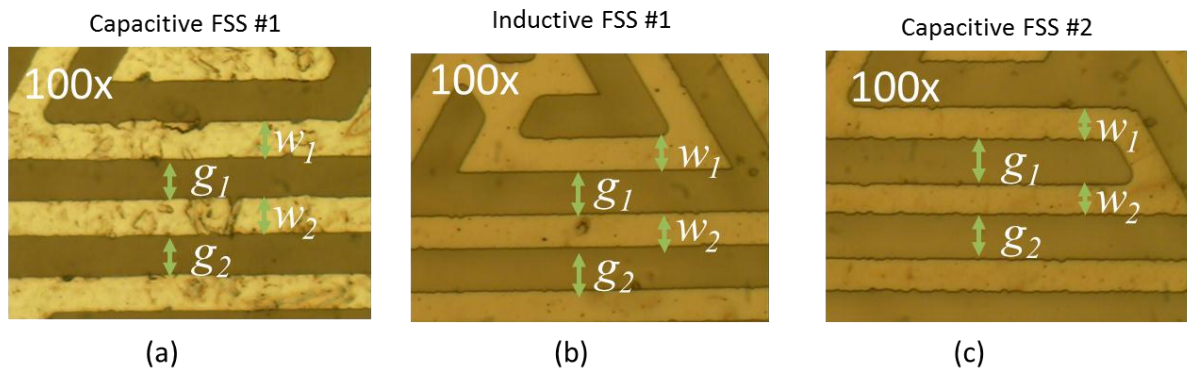 Capacitive FSS #1
Inductive FSS #1
Capacitive FSS #2
100x
w1
g1
w2
g2
100x
w1
g1
w2
g2
100x
w1
g1
w2
g2
(a)
(b)
(c)